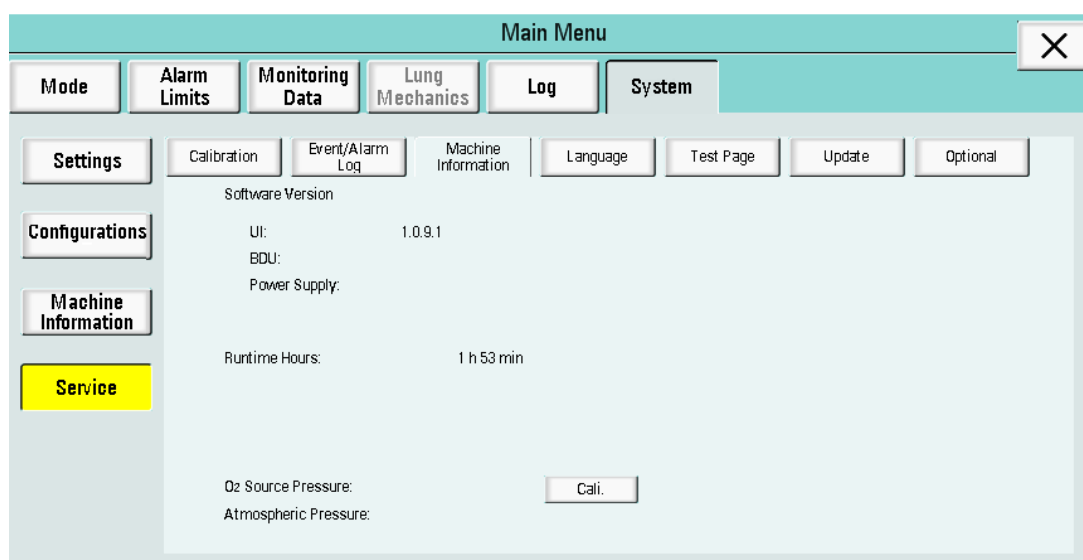 Main Menu
Mode
Alarm
Limits
Monitoring
Data
Lung
Mechanics
Log
System
Settings
Configurations
Machine
Information
Service
Calibration
Event/Alarm
Log
Machine
Information
Language
Test Page
Update
Optional
Software Version
UI: 1.0.9.1
BDU:
Power Supply:
Runtime Hours: 1 h 53 min
O2 Source Pressure: Cali.
Atmospheric Pressure: